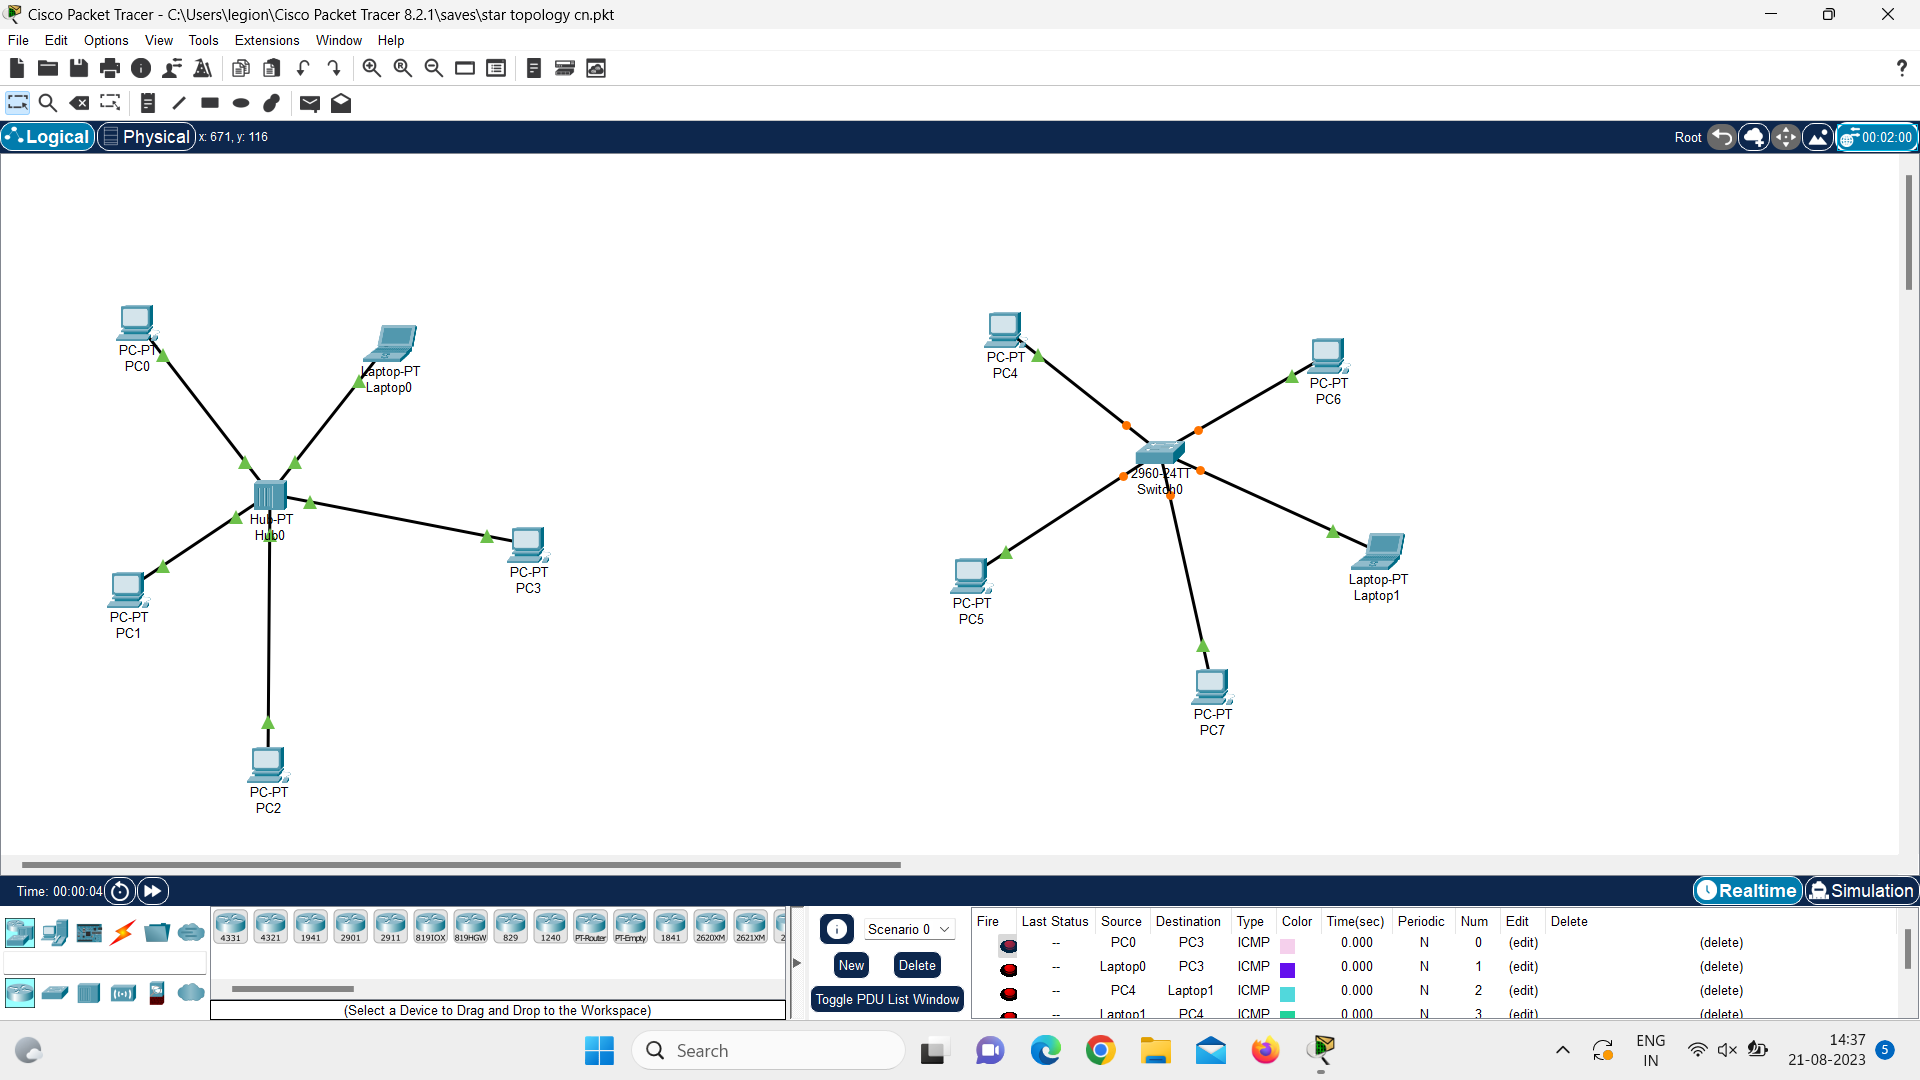 Cisco Packet Tracer - C:\Users\legion\Cisco Packet Tracer 8.2.1\saves\star topology cn.pkt
File Edit Options View Tools Extensions Window Help
?
Logical Physical x: 671, y: 116 Root 00:02:00
PC-PT
PC0
Laptop-PT
Laptop0
Hub-PT
Hub0
PC-PT
PC3
PC-PT
PC1
PC-PT
PC2
PC-PT
PC4
PC-PT
PC6
2960-24TT
Switch0
Laptop-PT
Laptop1
PC-PT
PC5
PC-PT
PC7
Time: 00:00:04 Realtime Simulation
4331 4321 1941 2901 2911 819IOX 819HGW 829 1240 PT-Router PT-Empty 1841 2620XM 2621XM 2
(Select a Device to Drag and Drop to the Workspace)
Scenario 0
New Delete
Toggle PDU List Window
Fire Last Status Source Destination Type Color Time(sec) Periodic Num Edit Delete
-- PC0 PC3 ICMP 0.000 N 0 (edit) (delete)
-- Laptop0 PC3 ICMP 0.000 N 1 (edit) (delete)
-- PC4 Laptop1 ICMP 0.000 N 2 (edit) (delete)
-- Laptop1 PC4 ICMP 0.000 N 3 (edit) (delete)
Search
ENG
IN
14:37
21-08-2023
5